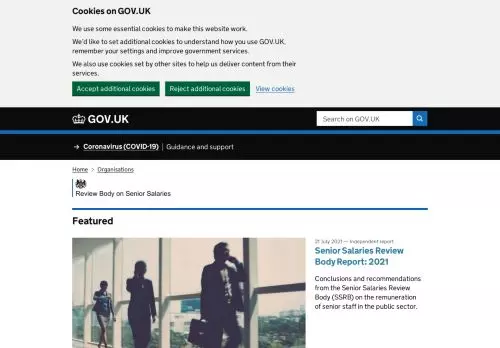 Cookies on GOV.UK
We use some essential cookies to make this website work.
We'd like to set additional cookies to understand how you use GOV.UK,
remember your settings and improve government services.
We also use cookies set by other sites to help us deliver content from their
services.
Accept additional cookies
Reject additional cookies
View cookies
GOV.UK
Search on GOV.UK
→ Coronavirus (COVID-19) | Guidance and support
Home > Organisations
Review Body on Senior Salaries
Featured
21 July 2021 — Independent report
Senior Salaries Review
Body Report: 2021
Conclusions and recommendations
from the Senior Salaries Review
Body (SSRB) on the remuneration
of senior staff in the public sector.